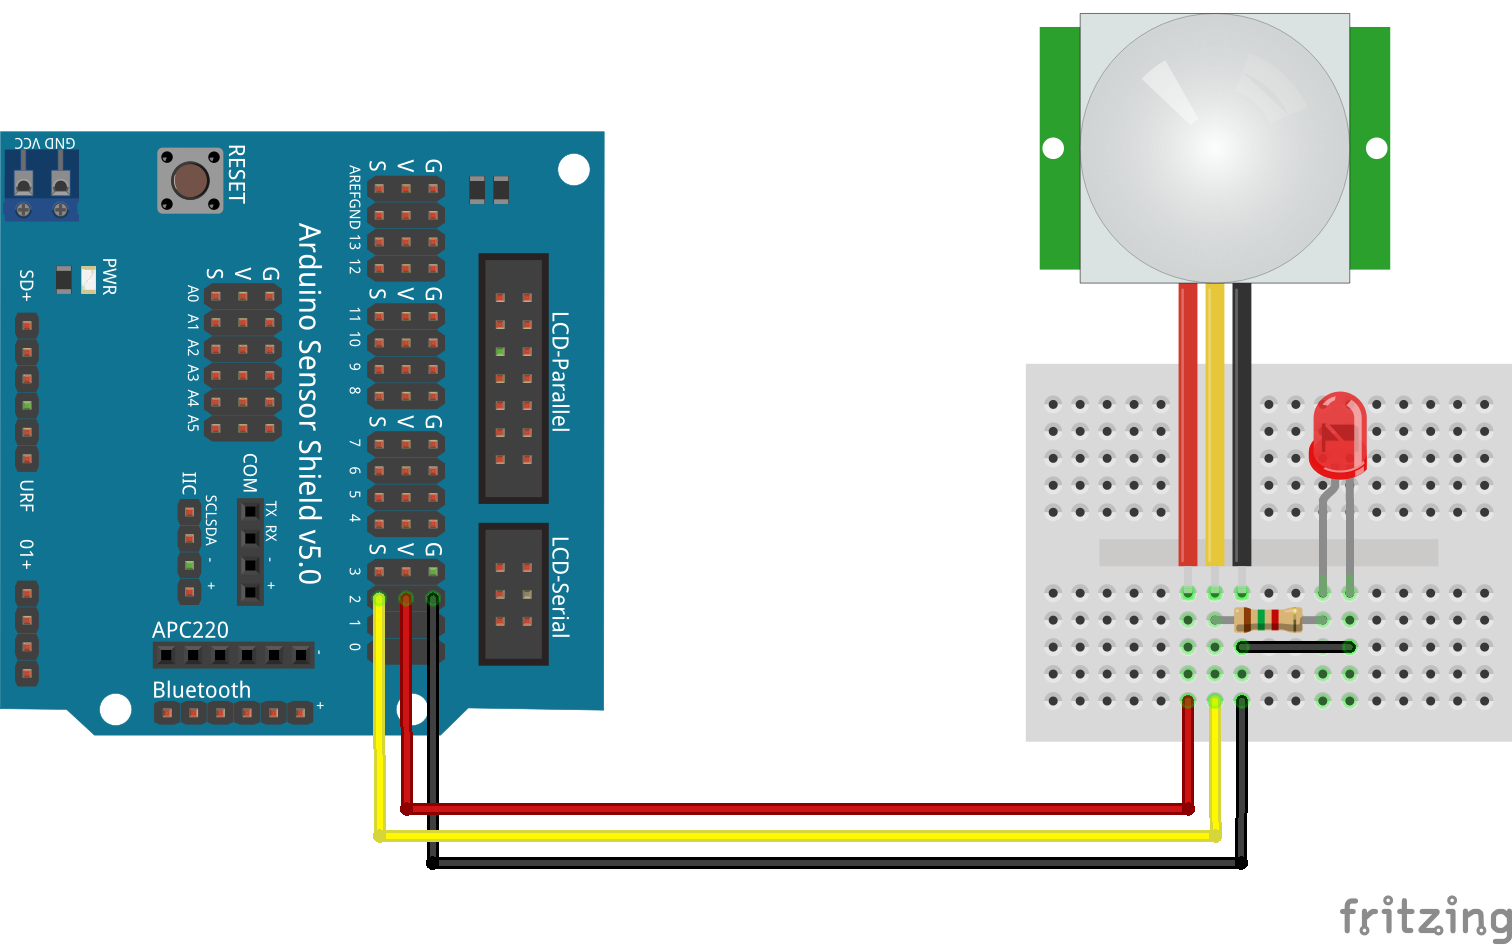 GND VCC
RESET
PWR
SD+
URF
01+
S V G
A0
A1
A2
A3
A4
A5
IIC
SCL SDA - +
COM
TX RX - +
APC220
-
Bluetooth
+
Arduino Sensor Shield v5.0
S V G
AREF
GND
13
12
S V G
11
10
9
8
S V G
7
6
5
4
S V G
3
2
1
0
LCD-Parallel
LCD-Serial
fritzing